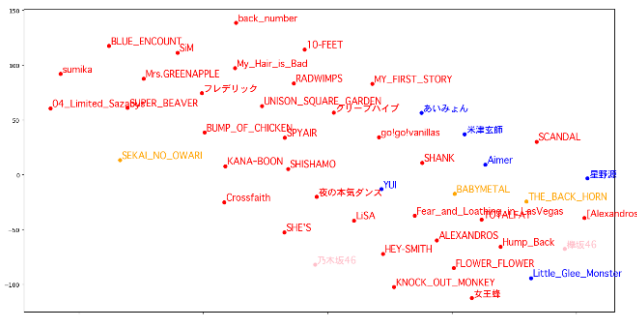 150
back_number
BLUE_ENCOUNT
SiM
10-FEET
100
sumika
My_Hair_is_Bad
Mrs.GREENAPPLE
RADWIMPS
MY_FIRST_STORY
フレデリック
04_Limited_Sazabys
SUPER_BEAVER
UNISON_SQUARE_GARDEN
クリープハイプ
あいみょん
50
BUMP_OF_CHICKEN
SPYAIR
go!go!vanillas
米津玄師
SCANDAL
SEKAI_NO_OWARI
KANA-BOON
SHISHAMO
SHANK
Aimer
0
YUI
星野源
Crossfaith
夜の本気ダンス
BABYMETAL
THE_BACK_HORN
LiSA
Fear_and_Loathing_in_LasVegas
TOTALFAT
[Alexandros
-50
SHE'S
ALEXANDROS
Hump_Back
欅坂46
乃木坂46
HEY-SMITH
FLOWER_FLOWER
Little_Glee_Monster
-100
KNOCK_OUT_MONKEY
女王蜂